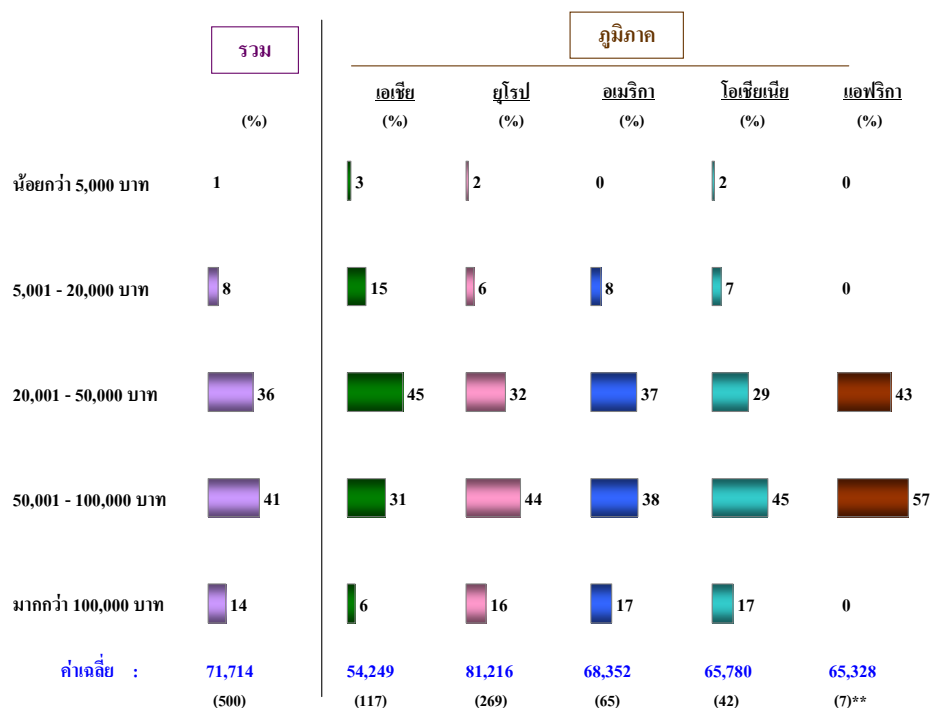 รวม ภูมิภาค
เอเชีย ยุโรป อเมริกา โอเชียเนีย แอฟริกา
(%) (%) (%) (%) (%) (%)
น้อยกว่า 5,000 บาท 1 3 2 0 2 0
5,001 - 20,000 บาท 8 15 6 8 7 0
20,001 - 50,000 บาท 36 45 32 37 29 43
50,001 - 100,000 บาท 41 31 44 38 45 57
มากกว่า 100,000 บาท 14 6 16 17 17 0
ค่าเฉลี่ย : 71,714 54,249 81,216 68,352 65,780 65,328
(500) (117) (269) (65) (42) (7)**